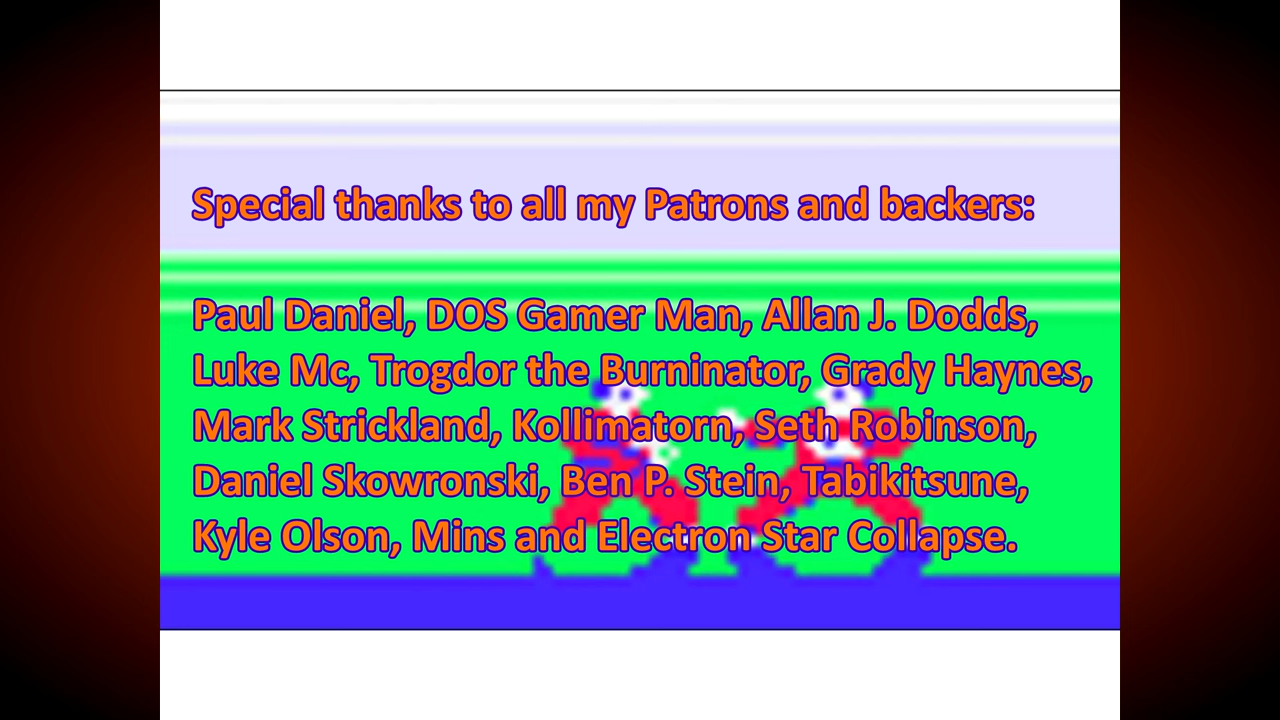 Special thanks to all my Patrons and backers:
Paul Daniel, DOS Gamer Man, Allan J. Dodds,
Luke Mc, Trogdor the Burninator, Grady Haynes,
Mark Strickland, Kollimatorn, Seth Robinson,
Daniel Skowronski, Ben P. Stein, Tabikitsune,
Kyle Olson, Mins and Electron Star Collapse.